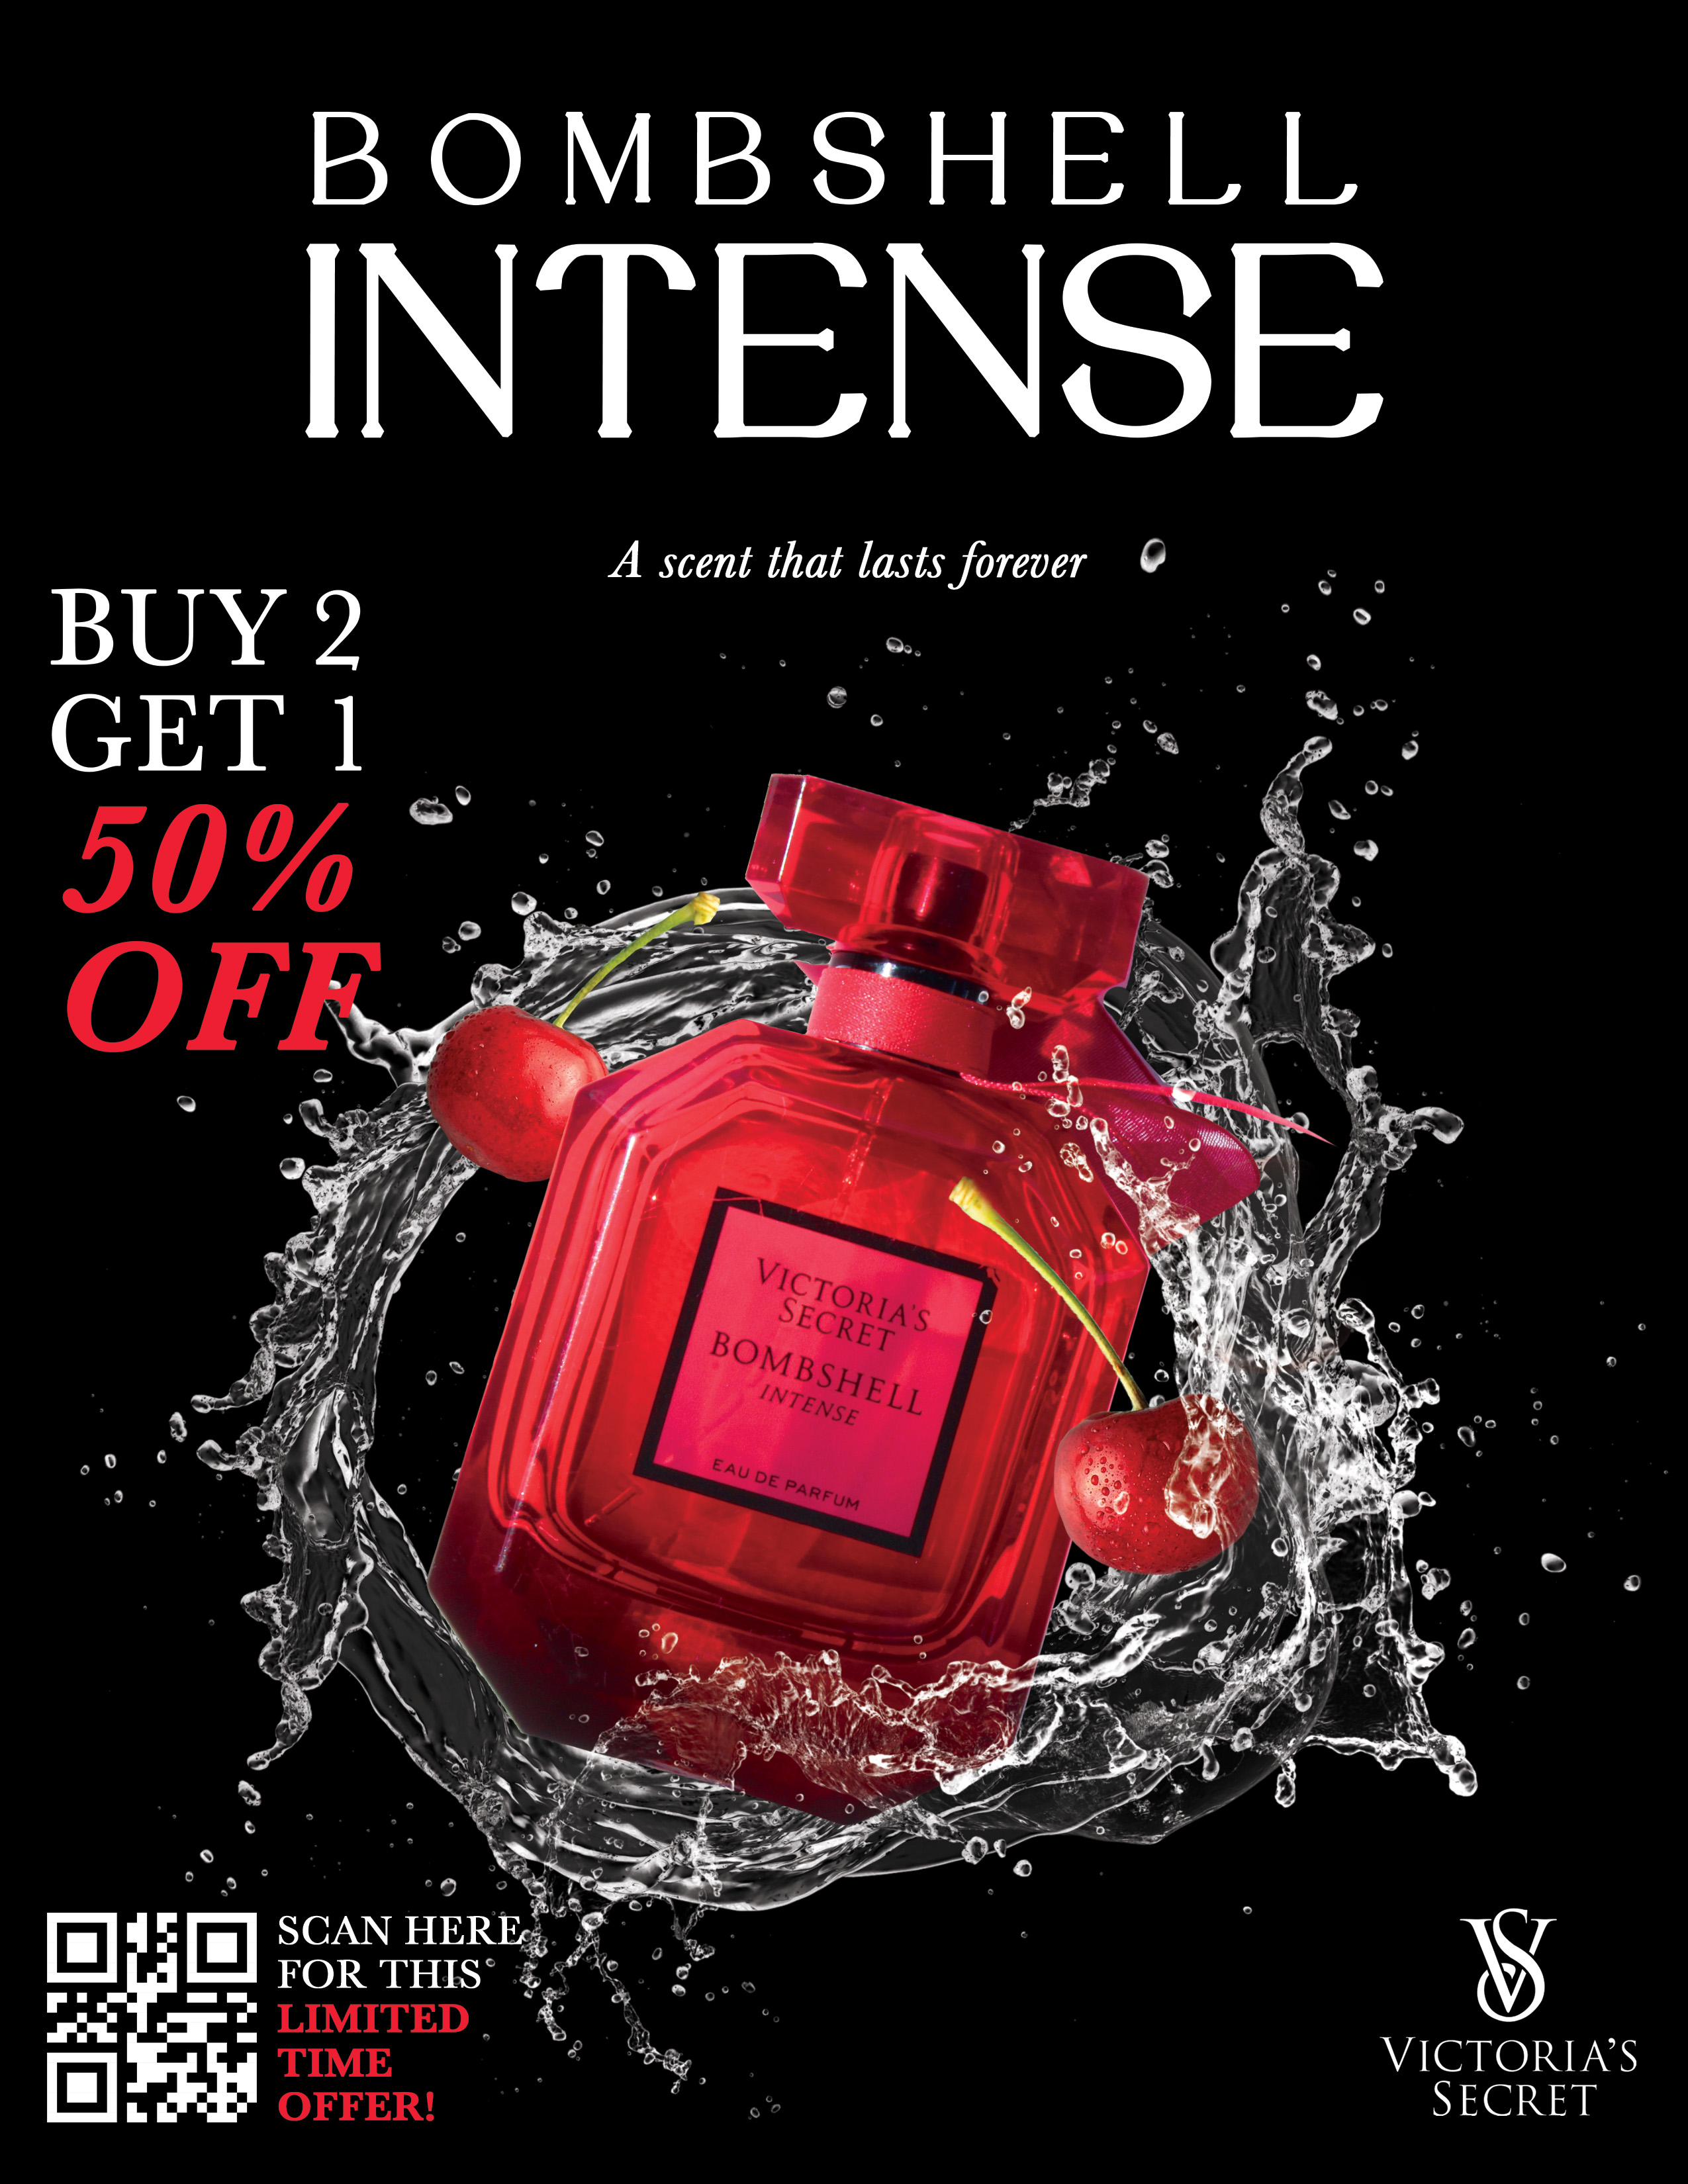 BOMBSHELL
INTENSE
A scent that lasts forever
BUY 2
GET 1
50%
OFF
VICTORIA'S
SECRET
BOMBSHELL
INTENSE
EAU DE PARFUM
SCAN HERE
FOR THIS
LIMITED
TIME
OFFER!
VS
VICTORIA'S
SECRET